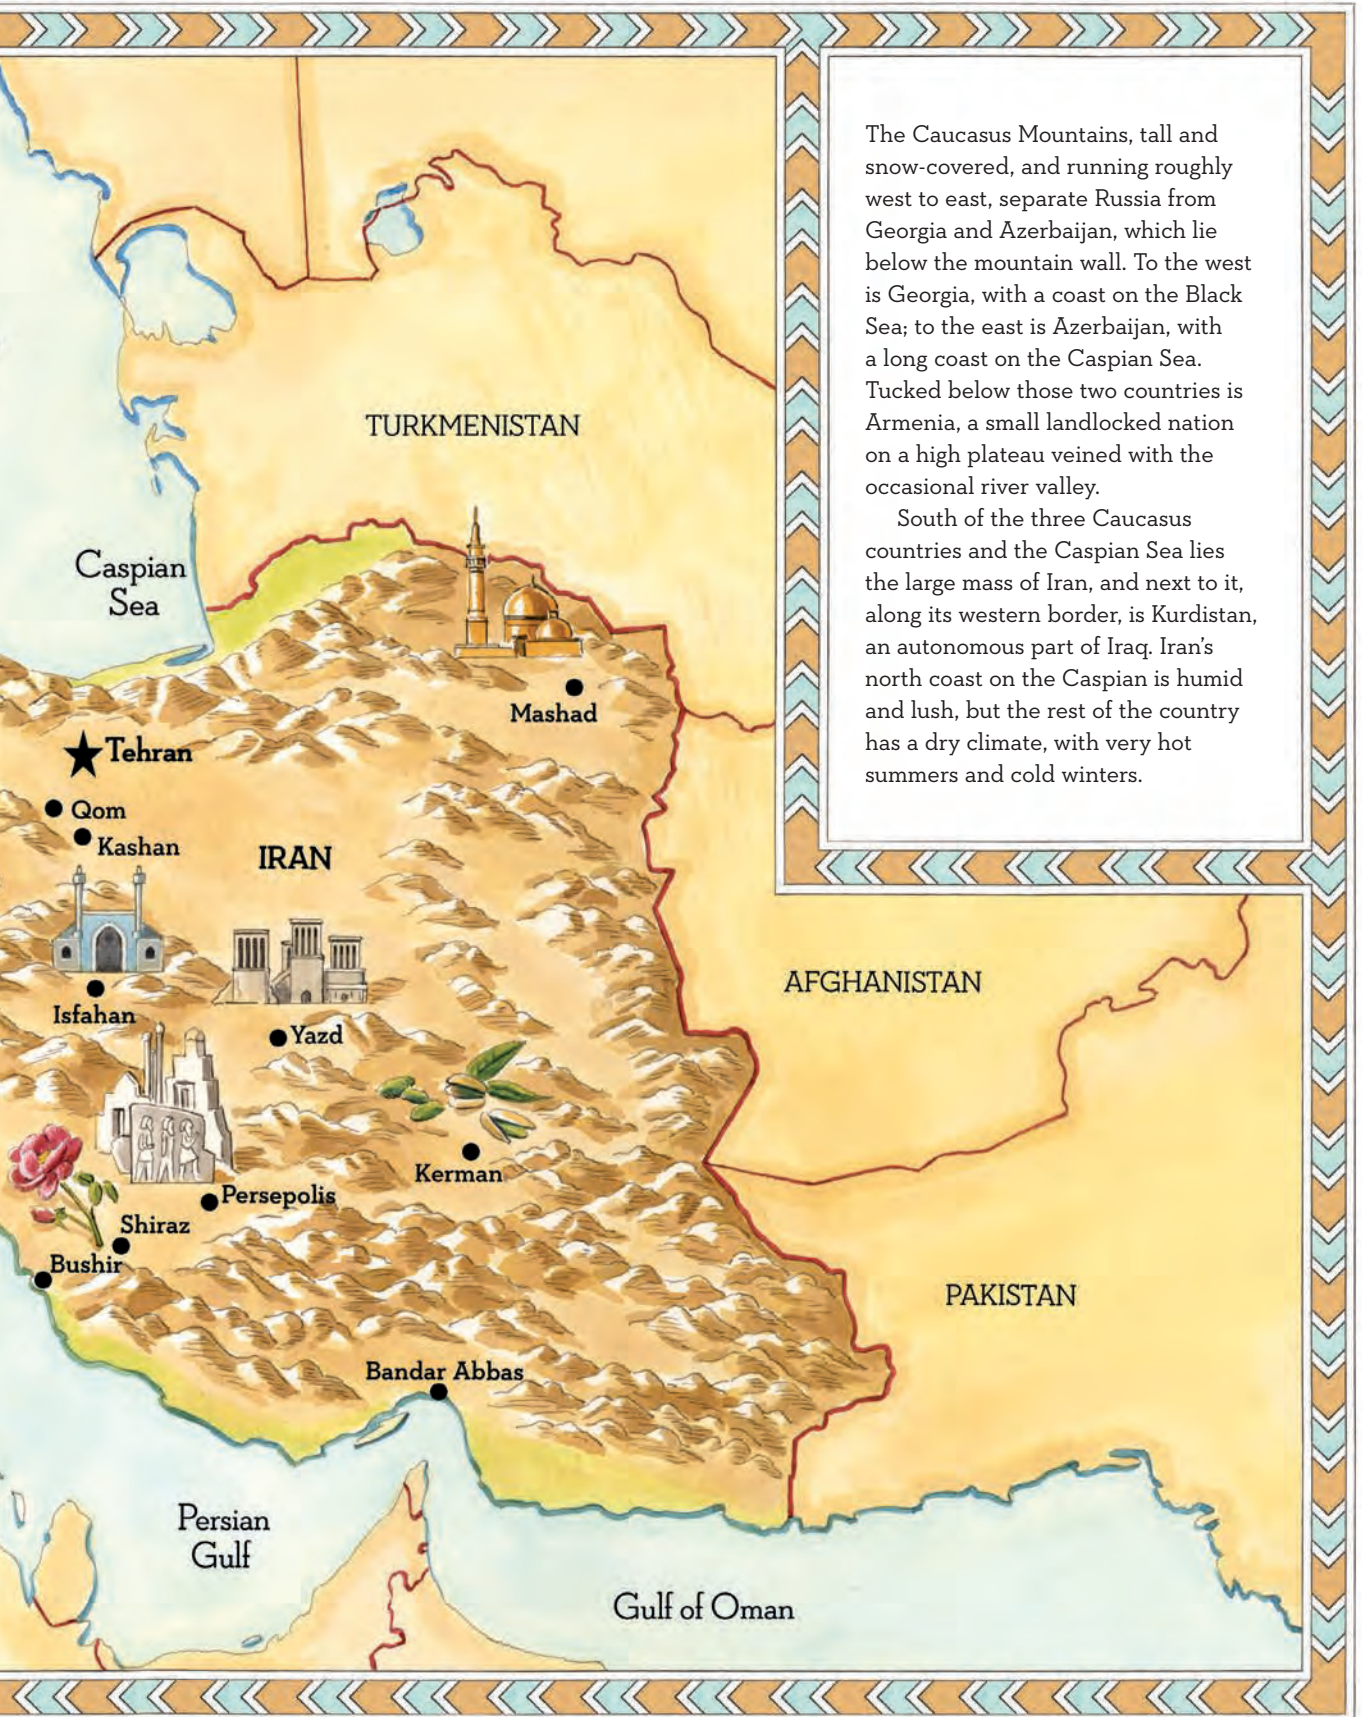 The Caucasus Mountains, tall and
snow-covered, and running roughly
west to east, separate Russia from
Georgia and Azerbaijan, which lie
below the mountain wall. To the west
is Georgia, with a coast on the Black
Sea; to the east is Azerbaijan, with
a long coast on the Caspian Sea.
Tucked below those two countries is
Armenia, a small landlocked nation
on a high plateau veined with the
occasional river valley.
South of the three Caucasus
countries and the Caspian Sea lies
the large mass of Iran, and next to it,
along its western border, is Kurdistan,
an autonomous part of Iraq. Iran's
north coast on the Caspian is humid
and lush, but the rest of the country
has a dry climate, with very hot
summers and cold winters.
TURKMENISTAN
Caspian
Sea
Mashad
Tehran
Qom
Kashan
IRAN
AFGHANISTAN
Isfahan
Yazd
Kerman
Persepolis
Shiraz
Bushir
PAKISTAN
Bandar Abbas
Persian
Gulf
Gulf of Oman